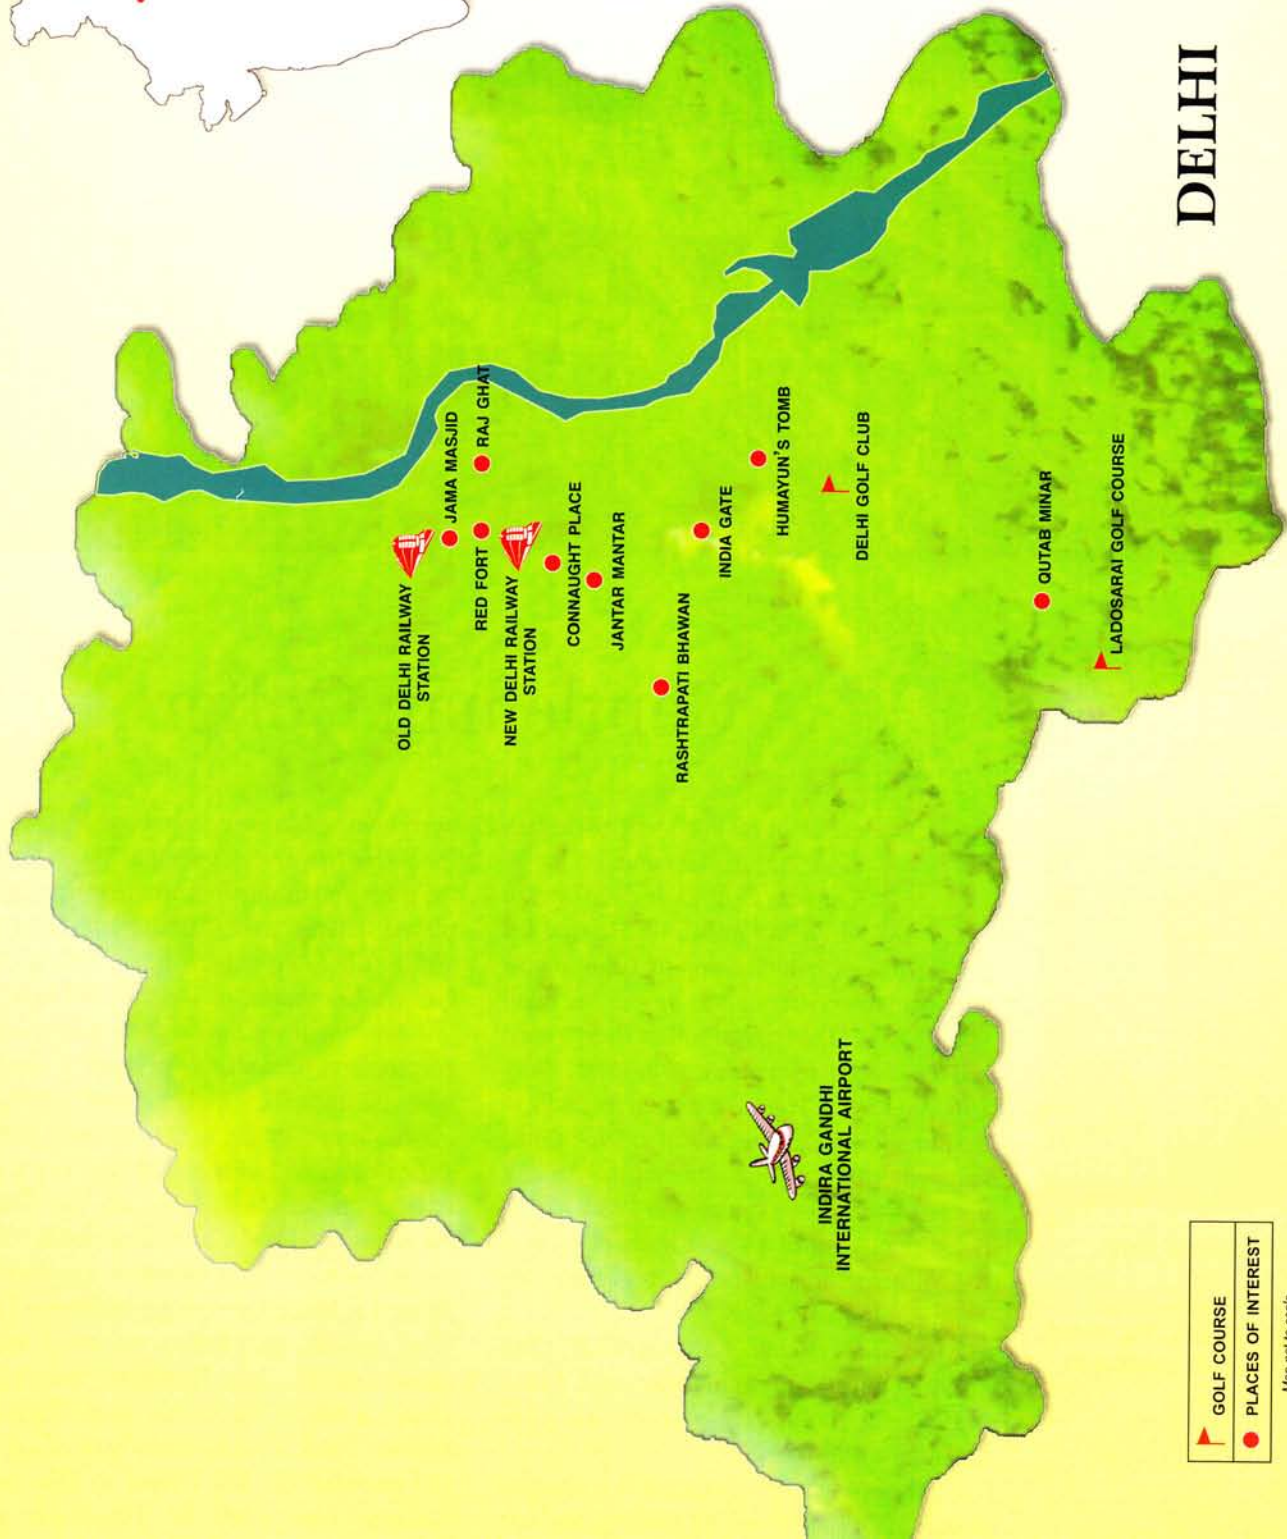 OLD DELHI RAILWAY
STATION
JAMA MASJID
RED FORT
RAJ GHAT
NEW DELHI RAILWAY
STATION
CONNAUGHT PLACE
JANTAR MANTAR
RASHTRAPATI BHAWAN
INDIA GATE
HUMAYUN'S TOMB
DELHI GOLF CLUB
INDIRA GANDHI
INTERNATIONAL AIRPORT
QUTAB MINAR
LADOSARAI GOLF COURSE
DELHI
GOLF COURSE
PLACES OF INTEREST